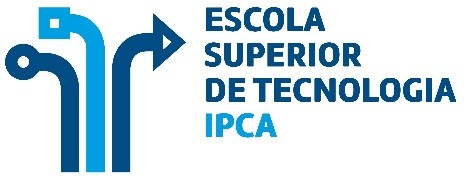 ESCOLA
SUPERIOR
DE TECNOLOGIA
IPCA